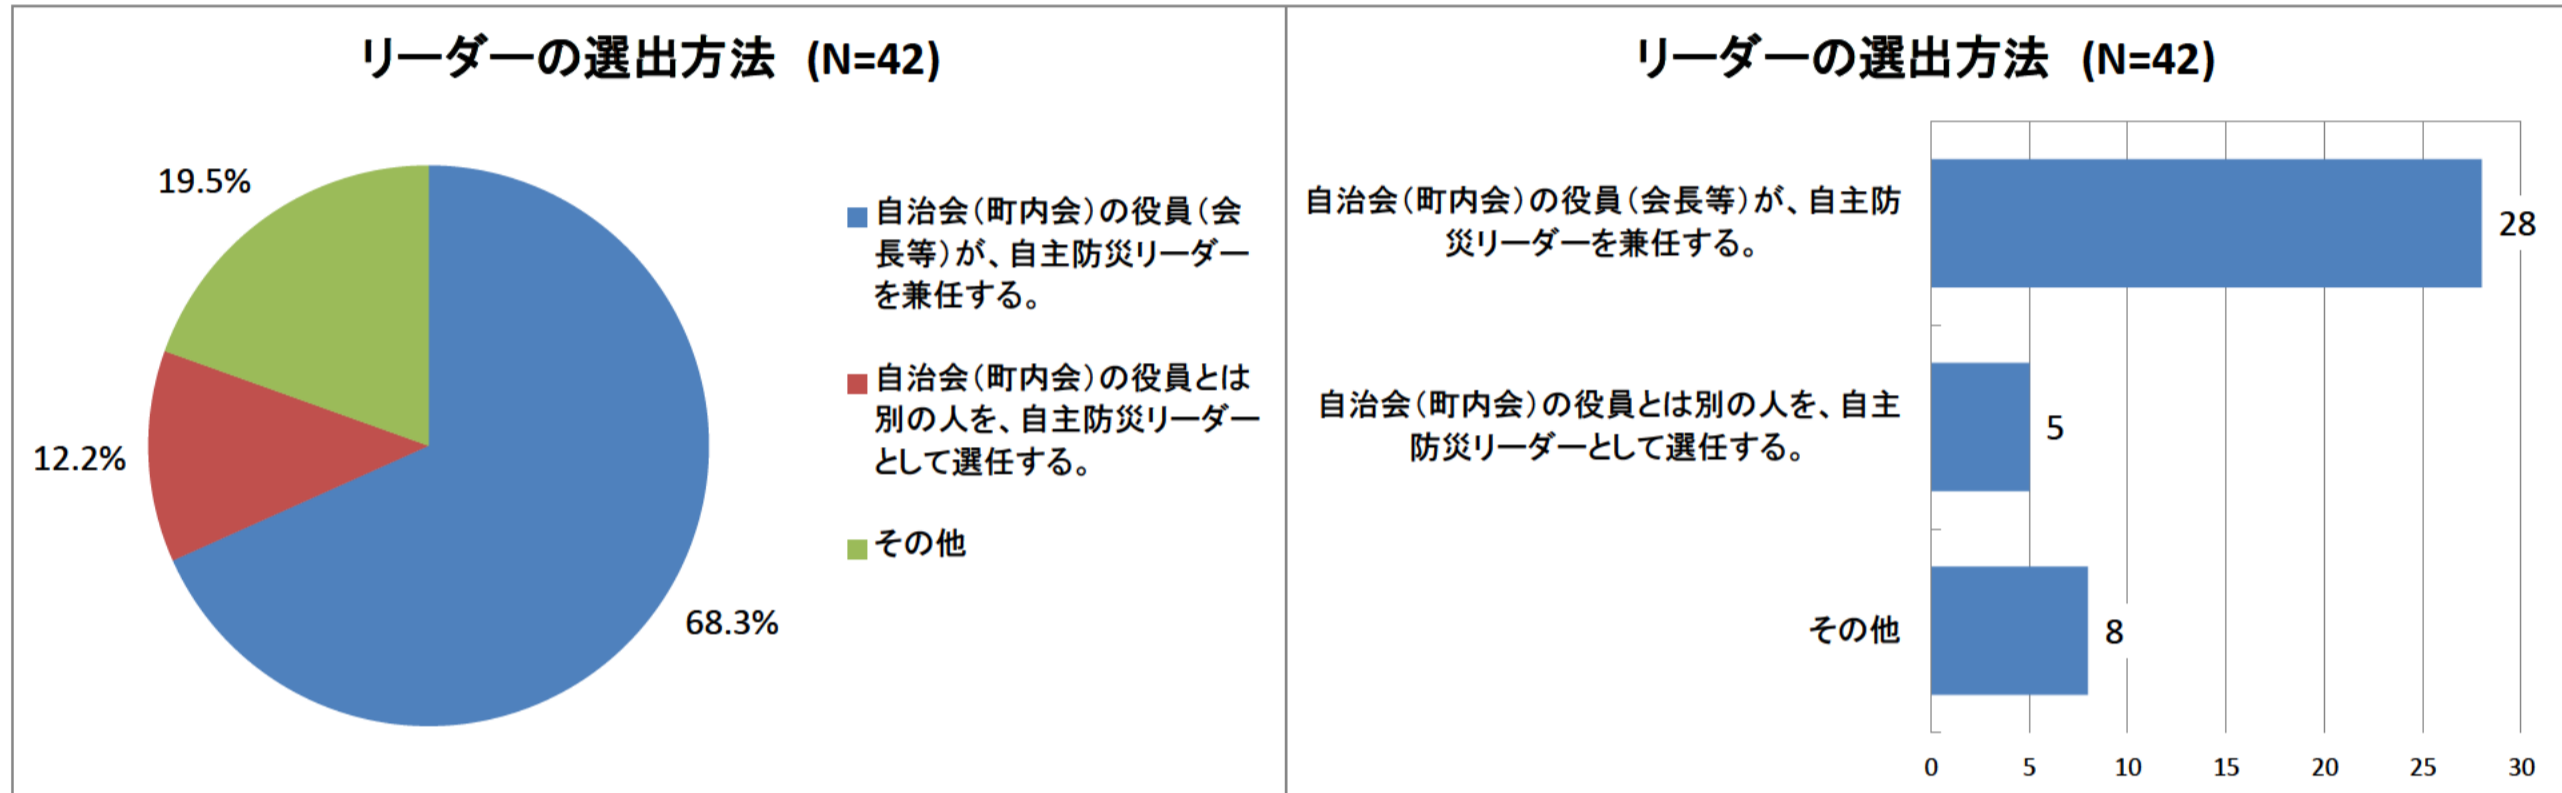 リーダーの選出方法 (N=42)
19.5%
12.2%
68.3%
自治会(町内会)の役員(会
長等)が、自主防災リーダー
を兼任する。
自治会(町内会)の役員とは
別の人を、自主防災リーダー
として選任する。
その他
リーダーの選出方法 (N=42)
自治会(町内会)の役員(会長等)が、自主防
災リーダーを兼任する。
28
自治会(町内会)の役員とは別の人を、自主
防災リーダーとして選任する。
5
その他
8
0 5 10 15 20 25 30